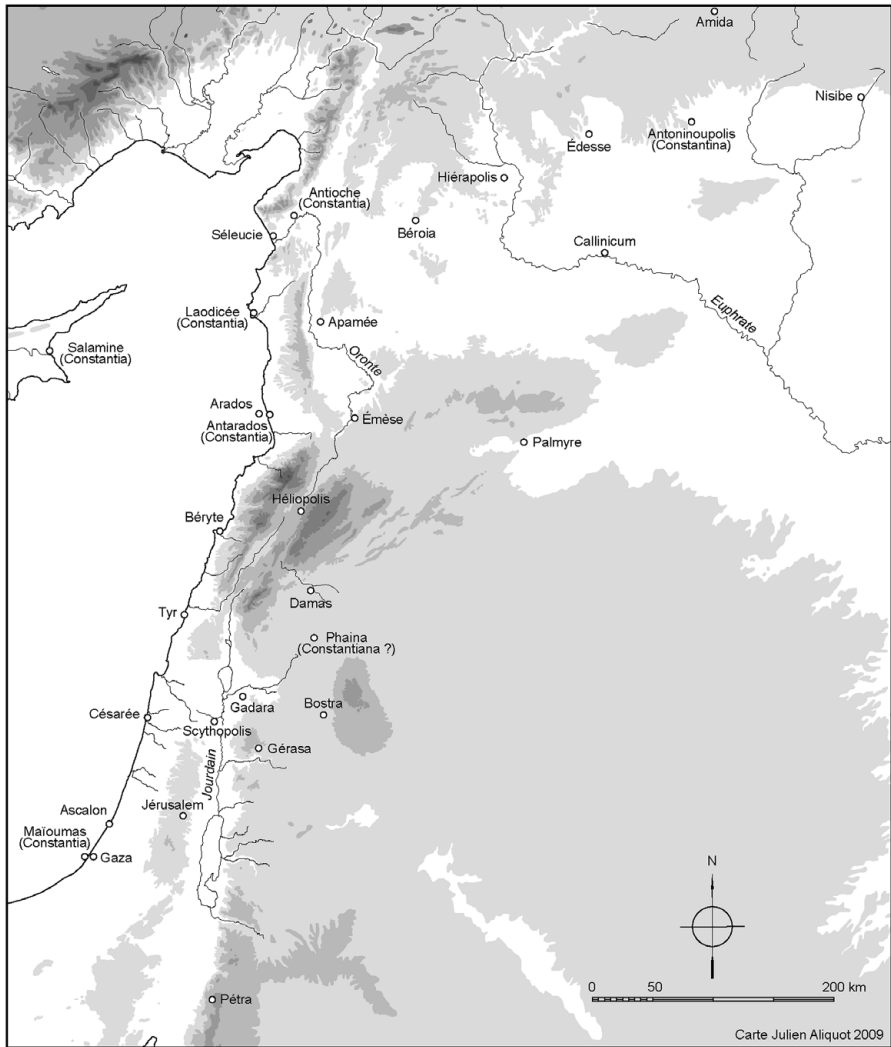 Amida
Nisibe
Antoninoupolis
(Constantina)
Édesse
Hiérapolis
Antioche
(Constantia)
Béroia
Séleucie
Callinicum
Euphrate
Laodicée
(Constantia)
Apamée
Salamine
(Constantia)
Oronte
Arados
Antarados
(Constantia)
Émèse
Palmyre
Héliopolis
Béryte
Damas
Tyr
Phaina
(Constantiana ?)
Gadara
Bostra
Césarée
Scythopolis
Gérasa
Jourdain
Jérusalem
Ascalon
Maïoumas
(Constantia)
Gaza
N
Pétra
0 50 200 km
Carte Julien Aliquot 2009